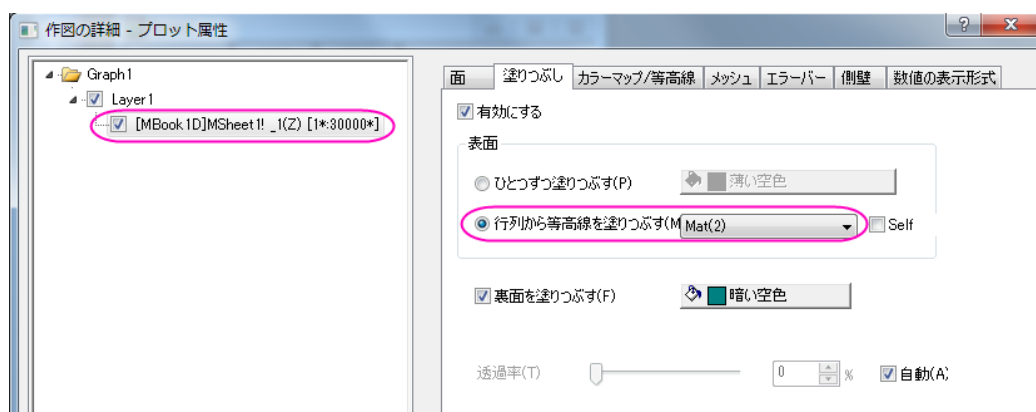 作図の詳細 - プロット属性
Graph1
Layer1
[MBook1D]MSheet1! _1(Z) [1*:30000*]
面 塗りつぶし カラーマップ/等高線 メッシュ エラーバー 側壁 数値の表示形式
有効にする
表面
ひとつずつ塗りつぶす(P) 薄い空色
行列から等高線を塗りつぶす(M Mat(2) Self
裏面を塗りつぶす(F) 暗い空色
透過率(T) 0 % 自動(A)